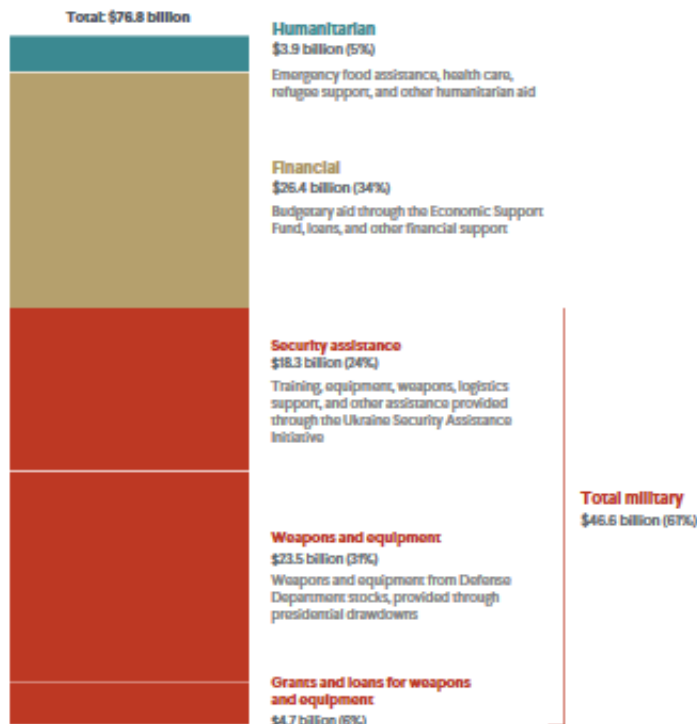 Total: $76.8 billion
Humanitarian
$3.9 billion (5%)
Emergency food assistance, health care,
refugee support, and other humanitarian aid
Financial
$26.4 billion (34%)
Budgetary aid through the Economic Support
Fund, loans, and other financial support
Security assistance
$18.3 billion (24%)
Training, equipment, weapons, logistics
support, and other assistance provided
through the Ukraine Security Assistance
Initiative
Total military
$46.6 billion (61%)
Weapons and equipment
$23.5 billion (31%)
Weapons and equipment from Defense
Department stocks, provided through
presidential drawdowns
Grants and loans for weapons
and equipment
$4.7 billion (6%)